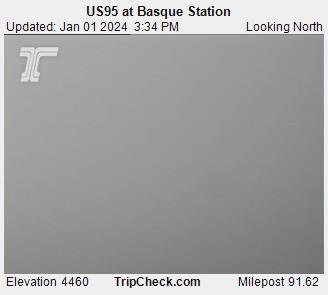 US95 at Basque Station
Updated: Jan 01 2024 3:34 PM Looking North
Elevation 4460 TripCheck.com Milepost 91.62